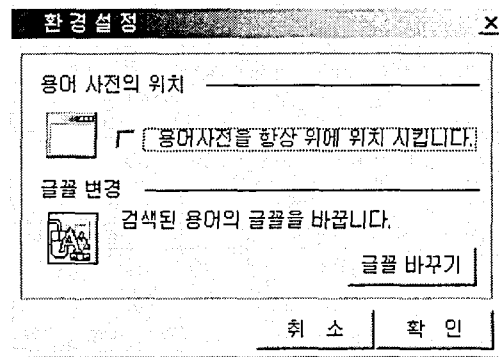 환경설정
용어 사전의 위치
용어사전을 항상 위에 위치 시킵니다.
글꼴 변경
검색된 용어의 글꼴을 바꿉니다.
글꼴 바꾸기
취 소 확 인